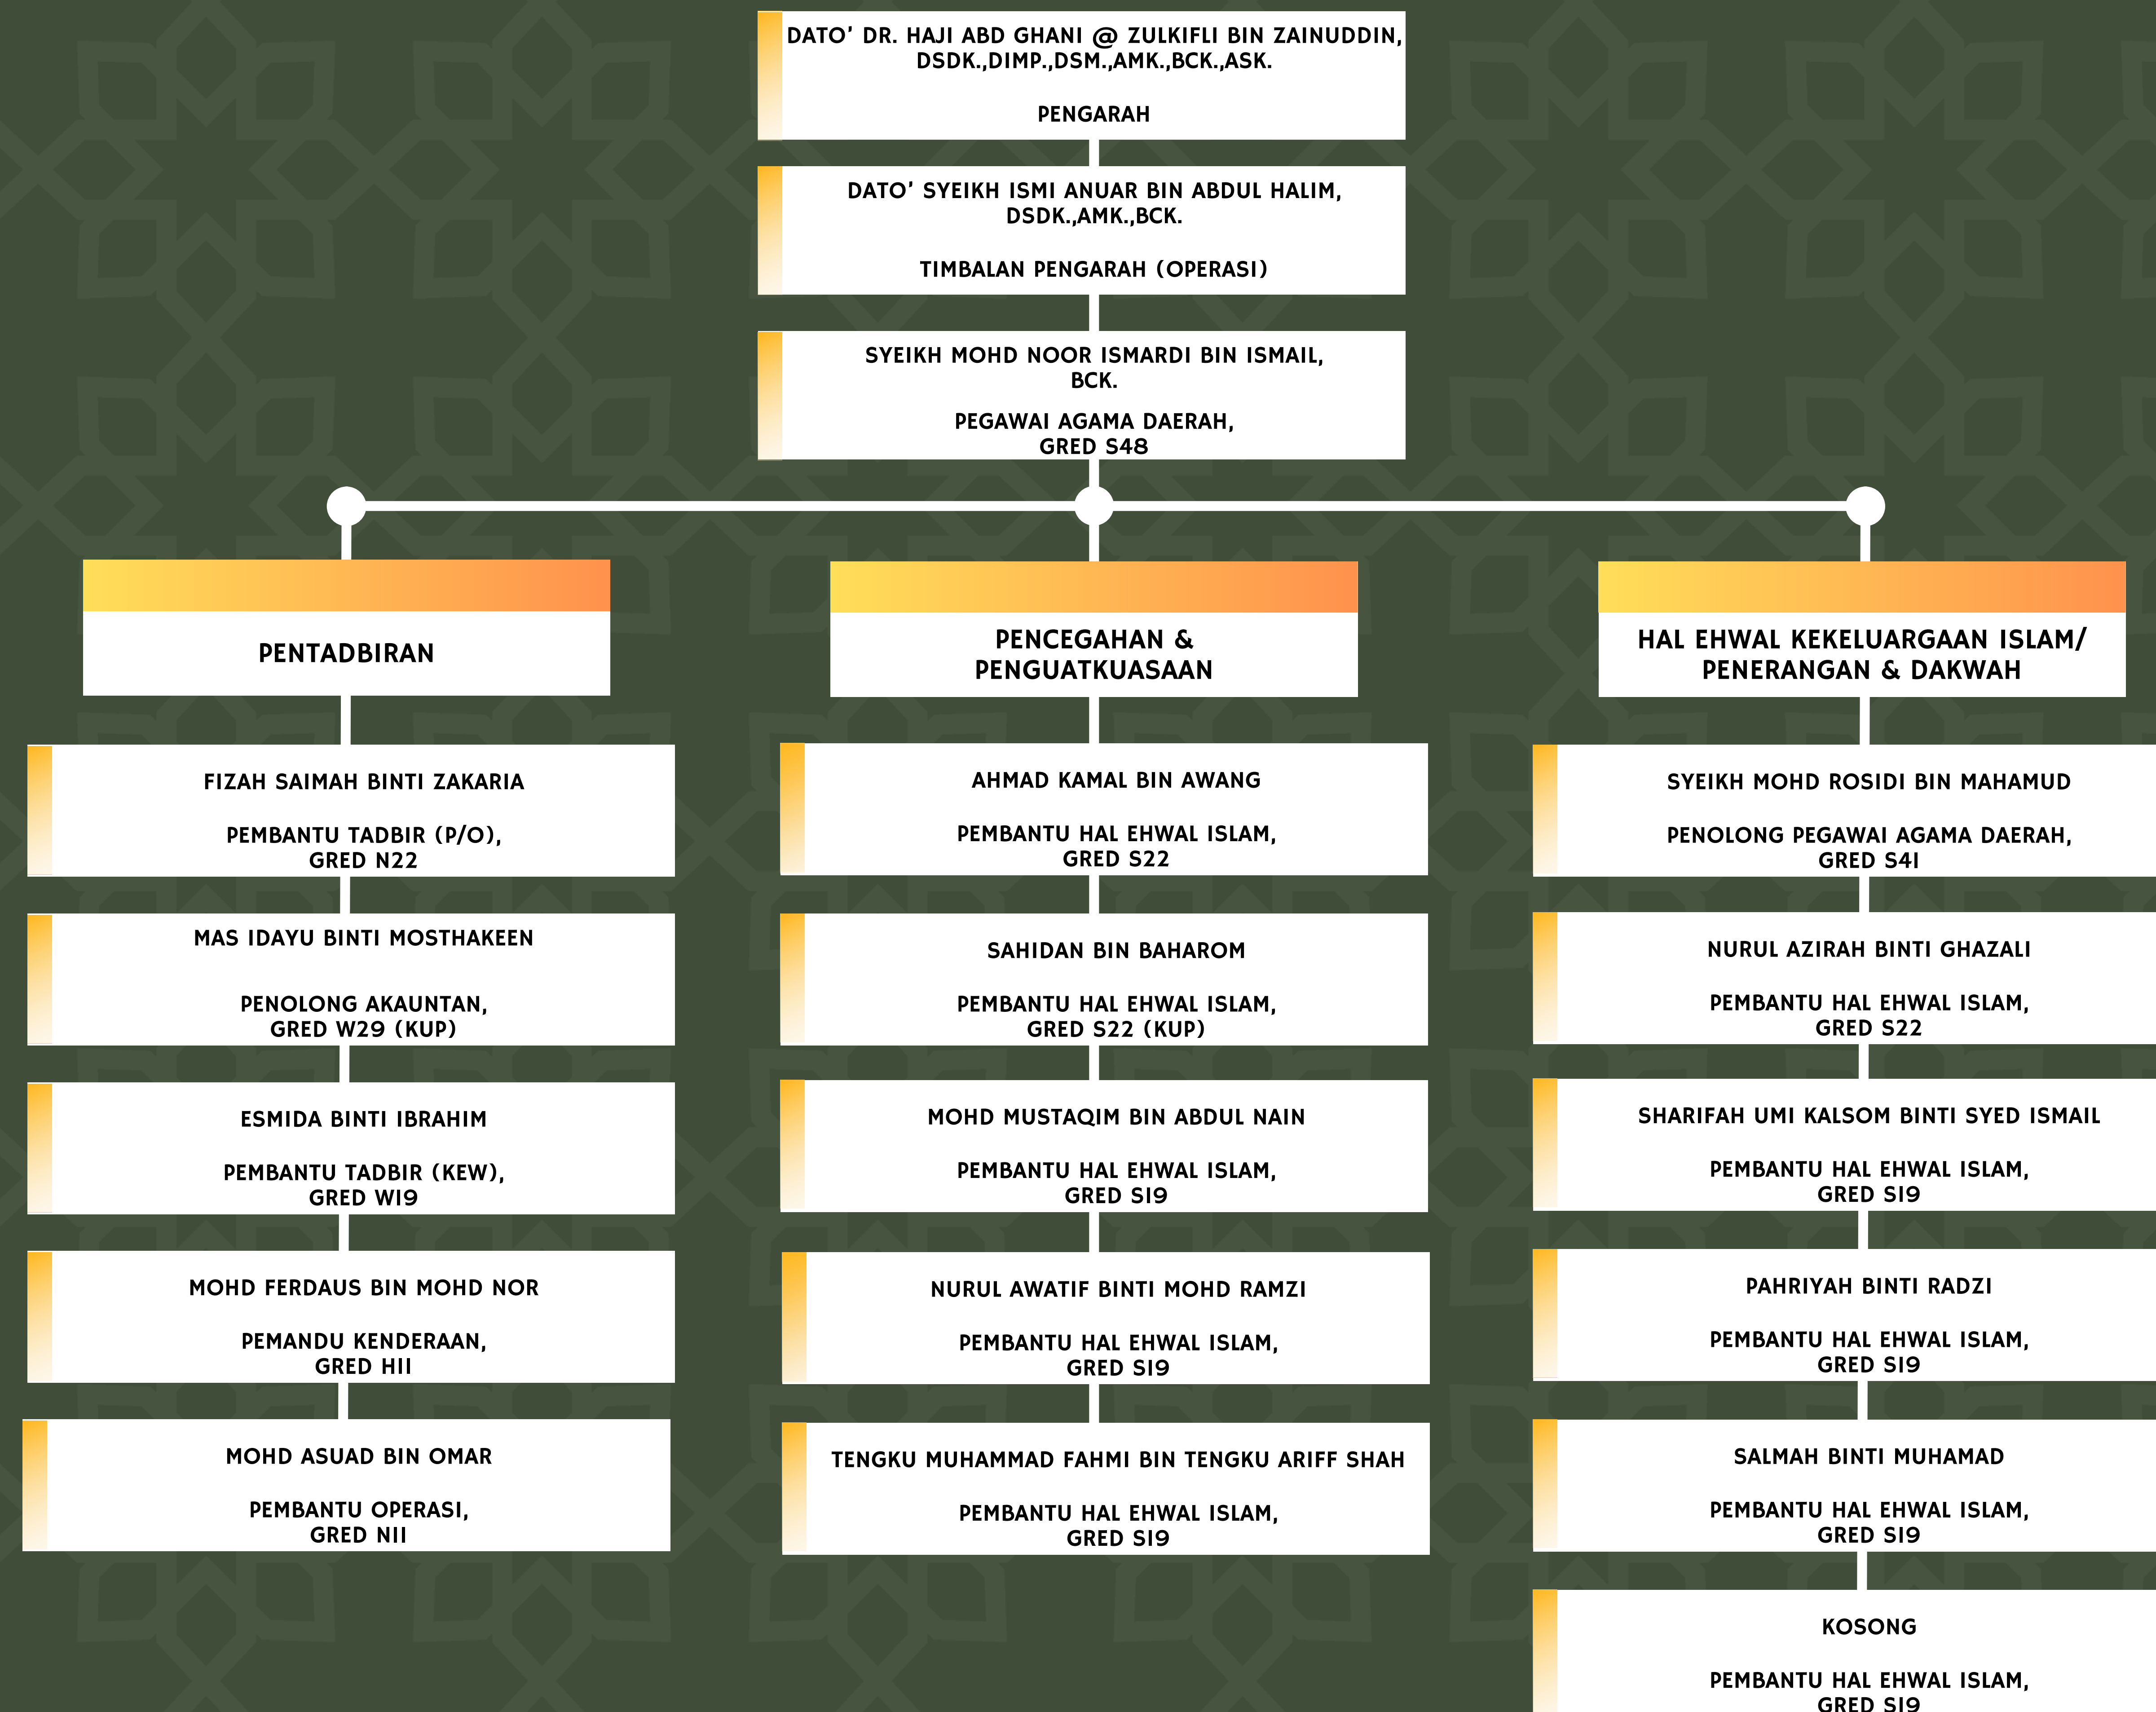 DATO' DR. HAJI ABD GHANI @ ZULKIFLI BIN ZAINUDDIN,
DSDK.,DIMP.,DSM.,AMK.,BCK.,ASK.
PENGARAH
DATO' SYEIKH ISMI ANUAR BIN ABDUL HALIM,
DSDK.,AMK.,BCK.
TIMBALAN PENGARAH (OPERASI)
SYEIKH MOHD NOOR ISMARDI BIN ISMAIL,
BCK.
PEGAWAI AGAMA DAERAH,
GRED S48
PENTADBIRAN
FIZAH SAIMAH BINTI ZAKARIA
PEMBANTU TADBIR (P/O),
GRED N22
MAS IDAYU BINTI MOSTHAKEEN
PENOLONG AKAUNTAN,
GRED W29 (KUP)
ESMIDA BINTI IBRAHIM
PEMBANTU TADBIR (KEW),
GRED W19
MOHD FERDAUS BIN MOHD NOR
PEMANDU KENDERAAN,
GRED H11
MOHD ASUAD BIN OMAR
PEMBANTU OPERASI,
GRED N11
PENCEGAHAN &
PENGUATKUASAAN
AHMAD KAMAL BIN AWANG
PEMBANTU HAL EHWAL ISLAM,
GRED S22
SAHIDAN BIN BAHAROM
PEMBANTU HAL EHWAL ISLAM,
GRED S22 (KUP)
MOHD MUSTAQIM BIN ABDUL NAIN
PEMBANTU HAL EHWAL ISLAM,
GRED S19
NURUL AWATIF BINTI MOHD RAMZI
PEMBANTU HAL EHWAL ISLAM,
GRED S19
TENGKU MUHAMMAD FAHMI BIN TENGKU ARIFF SHAH
PEMBANTU HAL EHWAL ISLAM,
GRED S19
HAL EHWAL KEKELUARGAAN ISLAM/
PENERANGAN & DAKWAH
SYEIKH MOHD ROSIDI BIN MAHAMUD
PENOLONG PEGAWAI AGAMA DAERAH,
GRED S41
NURUL AZIRAH BINTI GHAZALI
PEMBANTU HAL EHWAL ISLAM,
GRED S22
SHARIFAH UMI KALSOM BINTI SYED ISMAIL
PEMBANTU HAL EHWAL ISLAM,
GRED S19
PAHRIYAH BINTI RADZI
PEMBANTU HAL EHWAL ISLAM,
GRED S19
SALMAH BINTI MUHAMAD
PEMBANTU HAL EHWAL ISLAM,
GRED S19
KOSONG
PEMBANTU HAL EHWAL ISLAM,
GRED S19